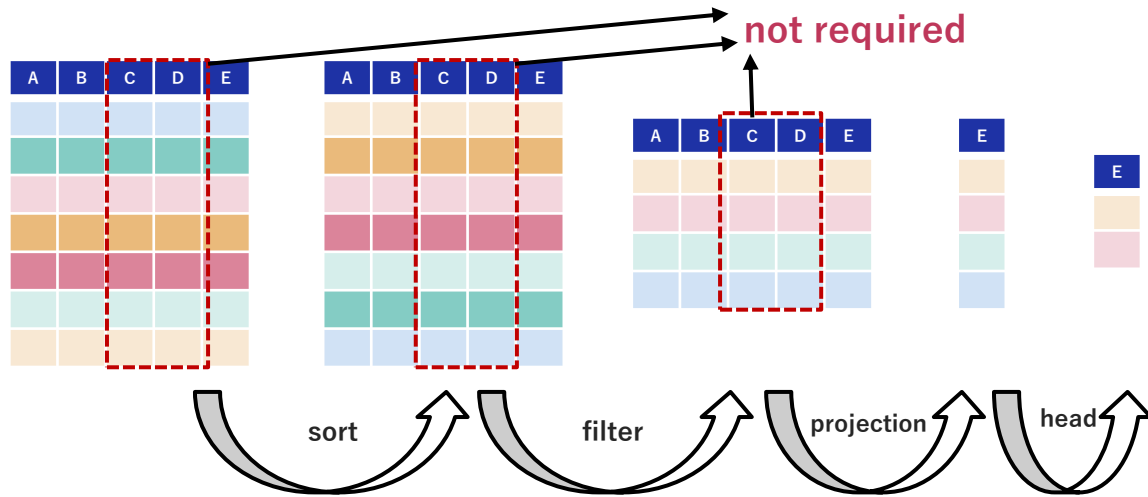 not required
A B C D E
A B C D E
A B C D E
E
E
sort
filter
projection
head